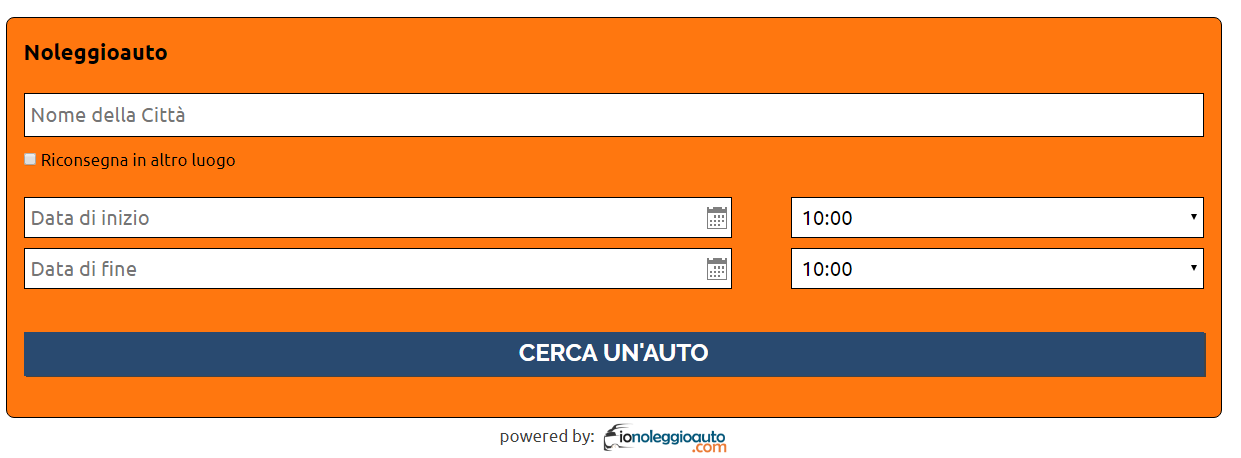 Noleggioauto
Nome della Città
Riconsegna in altro luogo
Data di inizio
10:00
Data di fine
10:00
CERCA UN'AUTO
powered by: ionoleggioauto
.com